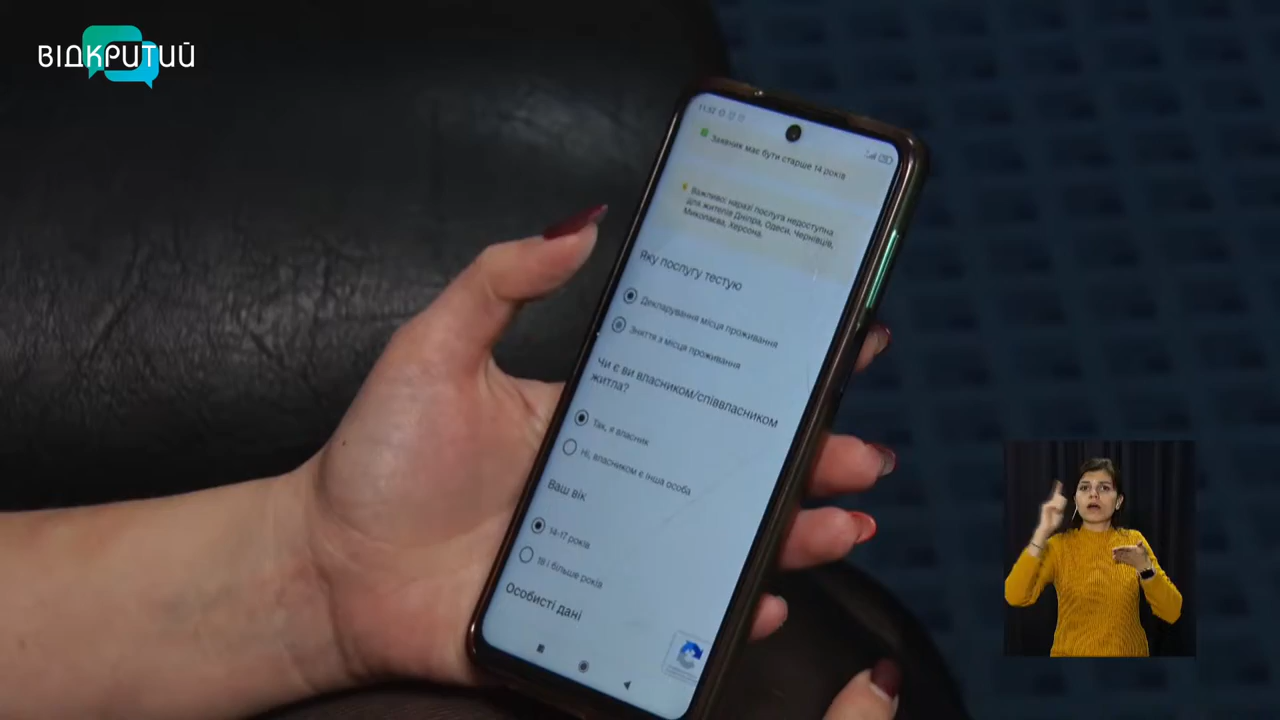 ВІДКРИТИЙ
11:52
Заявник має бути старше 14 років
Важливо: наразі послуга недоступна
для жителів Дніпра, Одеси, Чернівців,
Миколаєва, Херсона.
Яку послугу тестую
Декларування місця проживання
Зняття з місця проживання
Чи є ви власником/співвласником
житла?
Так, я власник
Ні, власником є інша особа
Ваш вік
14-17 років
18 і більше років
Особисті дані